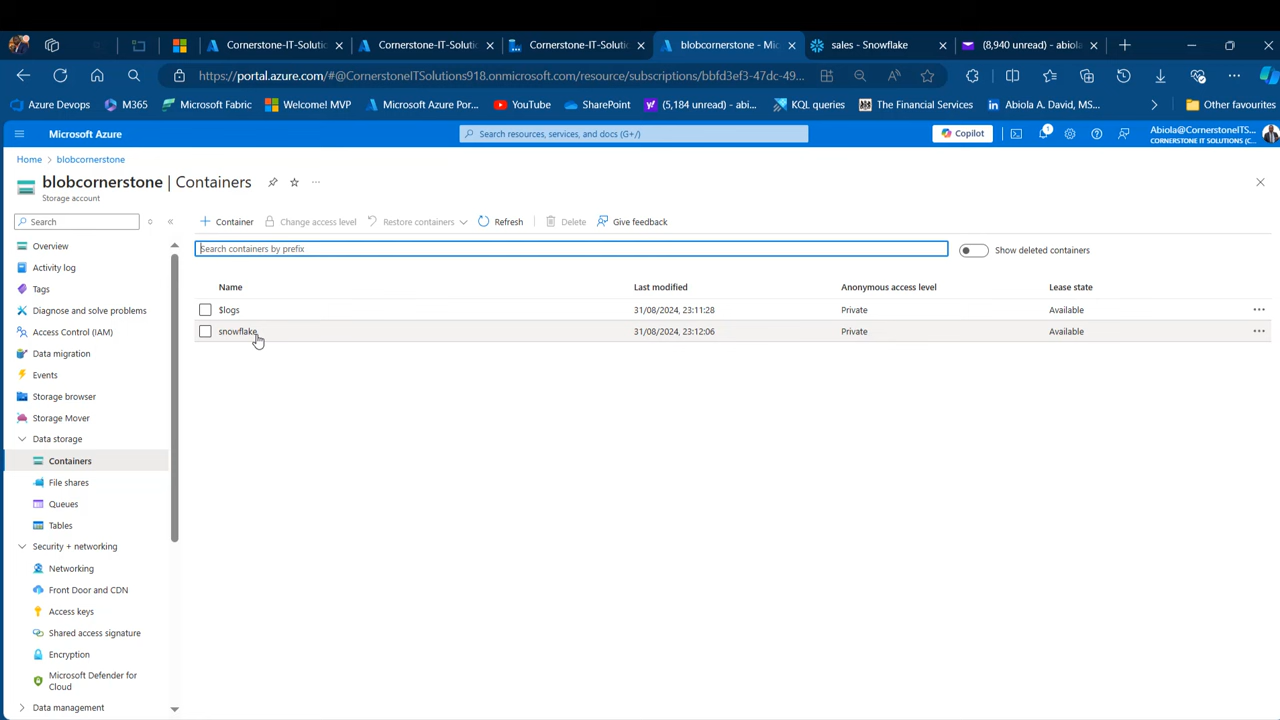 Cornerstone-IT-Solutic
Cornerstone-IT-Solutic
Cornerstone-IT-Solutic
blobcornerstone - Mic
sales - Snowflake
(8,940 unread) - abiola
https://portal.azure.com/#@CornerstoneITSolutions918.onmicrosoft.com/resource/subscriptions/bbfd3ef3-47dc-49...
Azure Devops
M365
Microsoft Fabric
Welcome! MVP
Microsoft Azure Por...
YouTube
SharePoint
(5,184 unread) - abi...
KQL queries
The Financial Services
Abiola A. David, MS...
Other favourites
Microsoft Azure
Search resources, services, and docs (G+/)
Copilot
1
Abiola@CornerstoneITS...
CORNERSTONE IT SOLUTIONS (C...
Home > blobcornerstone
blobcornerstone | Containers
Storage account
Search
Container
Change access level
Restore containers
Refresh
Delete
Give feedback
Search containers by prefix
Show deleted containers
Name Last modified Anonymous access level Lease state
$logs 31/08/2024, 23:11:28 Private Available
snowflake 31/08/2024, 23:12:06 Private Available
Overview
Activity log
Tags
Diagnose and solve problems
Access Control (IAM)
Data migration
Events
Storage browser
Storage Mover
Data storage
Containers
File shares
Queues
Tables
Security + networking
Networking
Front Door and CDN
Access keys
Shared access signature
Encryption
Microsoft Defender for
Cloud
Data management